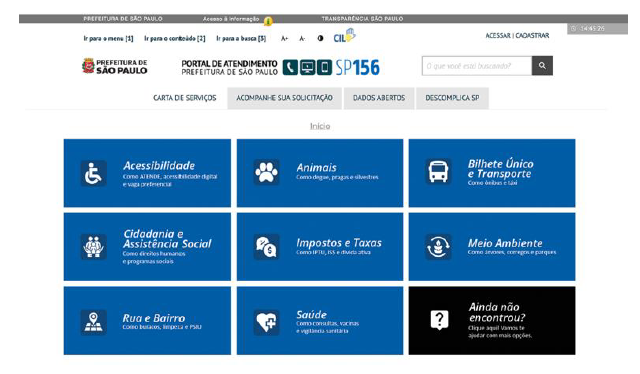 PREFEITURA DE SÃO PAULO Acesso à informação TRANSPARÊNCIA SÃO PAULO
Ir para o menu [1] Ir para o conteúdo [2] Ir para a busca [3] A+ A- CIL ACESSAR | CADASTRAR
PREFEITURA DE
SÃO PAULO
PORTAL DE ATENDIMENTO
PREFEITURA DE SÃO PAULO
SP156
O que você está buscando?
CARTA DE SERVIÇOS ACOMPANHE SUA SOLICITAÇÃO DADOS ABERTOS DESCOMPLICA SP
Início
Acessibilidade
Como ATENDE, acessibilidade digital
e vaga preferencial
Animais
Como dengue, pragas e silvestres
Bilhete Único
e Transporte
Como ônibus e táxi
Cidadania e
Assistência Social
Como direitos humanos
e programas sociais
Impostos e Taxas
Como IPTU, ISS e dívida ativa
Meio Ambiente
Como árvores, córregos e parques
Rua e Bairro
Como buracos, limpeza e PSIU
Saúde
Como consultas, vacinas
e vigilância sanitária
Ainda não
encontrou?
Clique aqui! Vamos te
ajudar com mais opções.